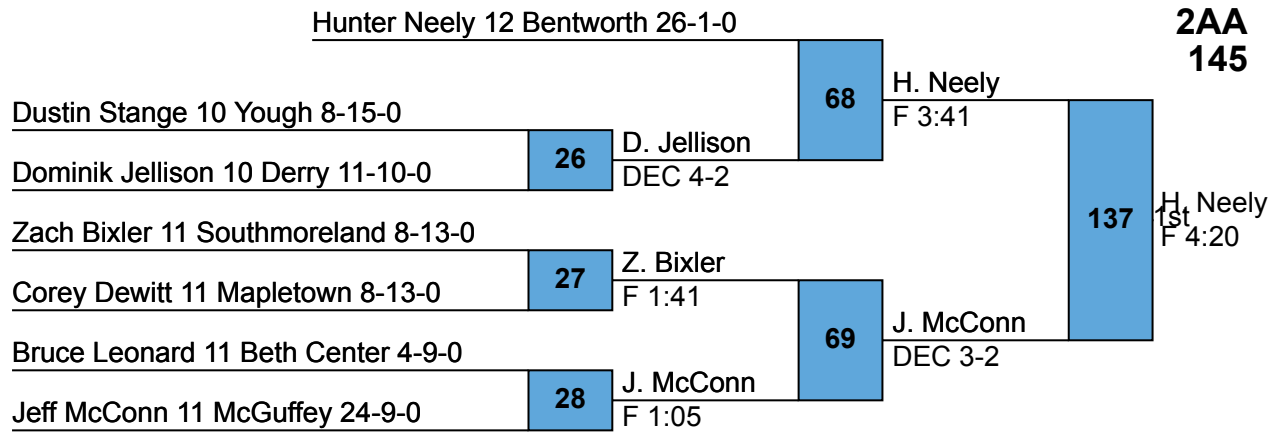 Hunter Neely 12 Bentworth 26-1-0
2AA
145
68
H. Neely
F 3:41
Dustin Stange 10 Yough 8-15-0
26
D. Jellison
DEC 4-2
Dominik Jellison 10 Derry 11-10-0
137
H. Neely
1st
F 4:20
Zach Bixler 11 Southmoreland 8-13-0
27
Z. Bixler
F 1:41
Corey Dewitt 11 Mapletown 8-13-0
69
J. McConn
DEC 3-2
Bruce Leonard 11 Beth Center 4-9-0
28
J. McConn
F 1:05
Jeff McConn 11 McGuffey 24-9-0